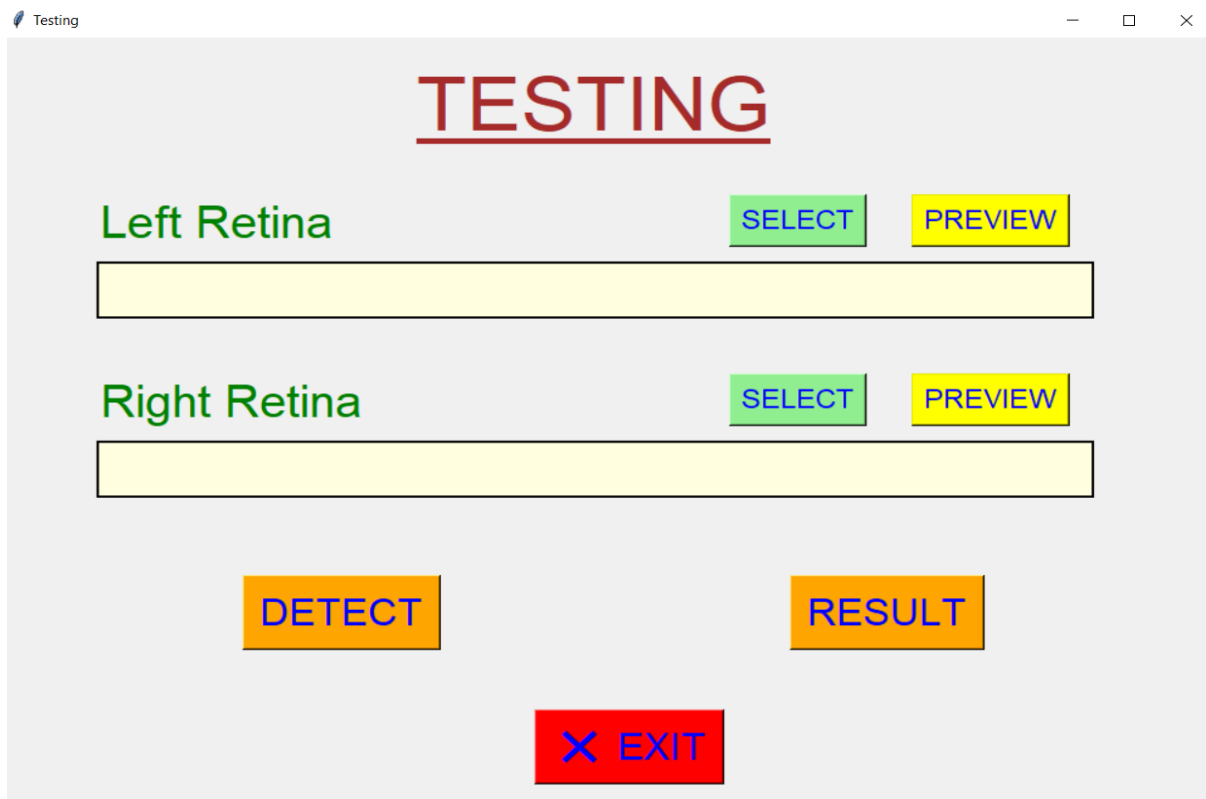 Testing
TESTING
Left Retina SELECT PREVIEW
Right Retina SELECT PREVIEW
DETECT RESULT
EXIT